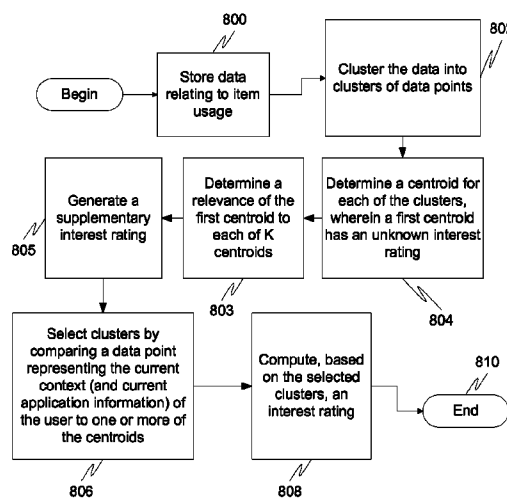 800
802
Begin
Store data
relating to item
usage
Cluster the data into
clusters of data points
Generate a
supplementary
interest rating
Determine a
relevance of the
first centroid to
each of K
centroids
Determine a centroid for
each of the clusters,
wherein a first centroid
has an unknown interest
rating
805
803
804
Select clusters by
comparing a data point
representing the current
context (and current
application information) of
the user to one or more of
the centroids
Compute, based
on the selected
clusters, an
interest rating
810
End
806
808